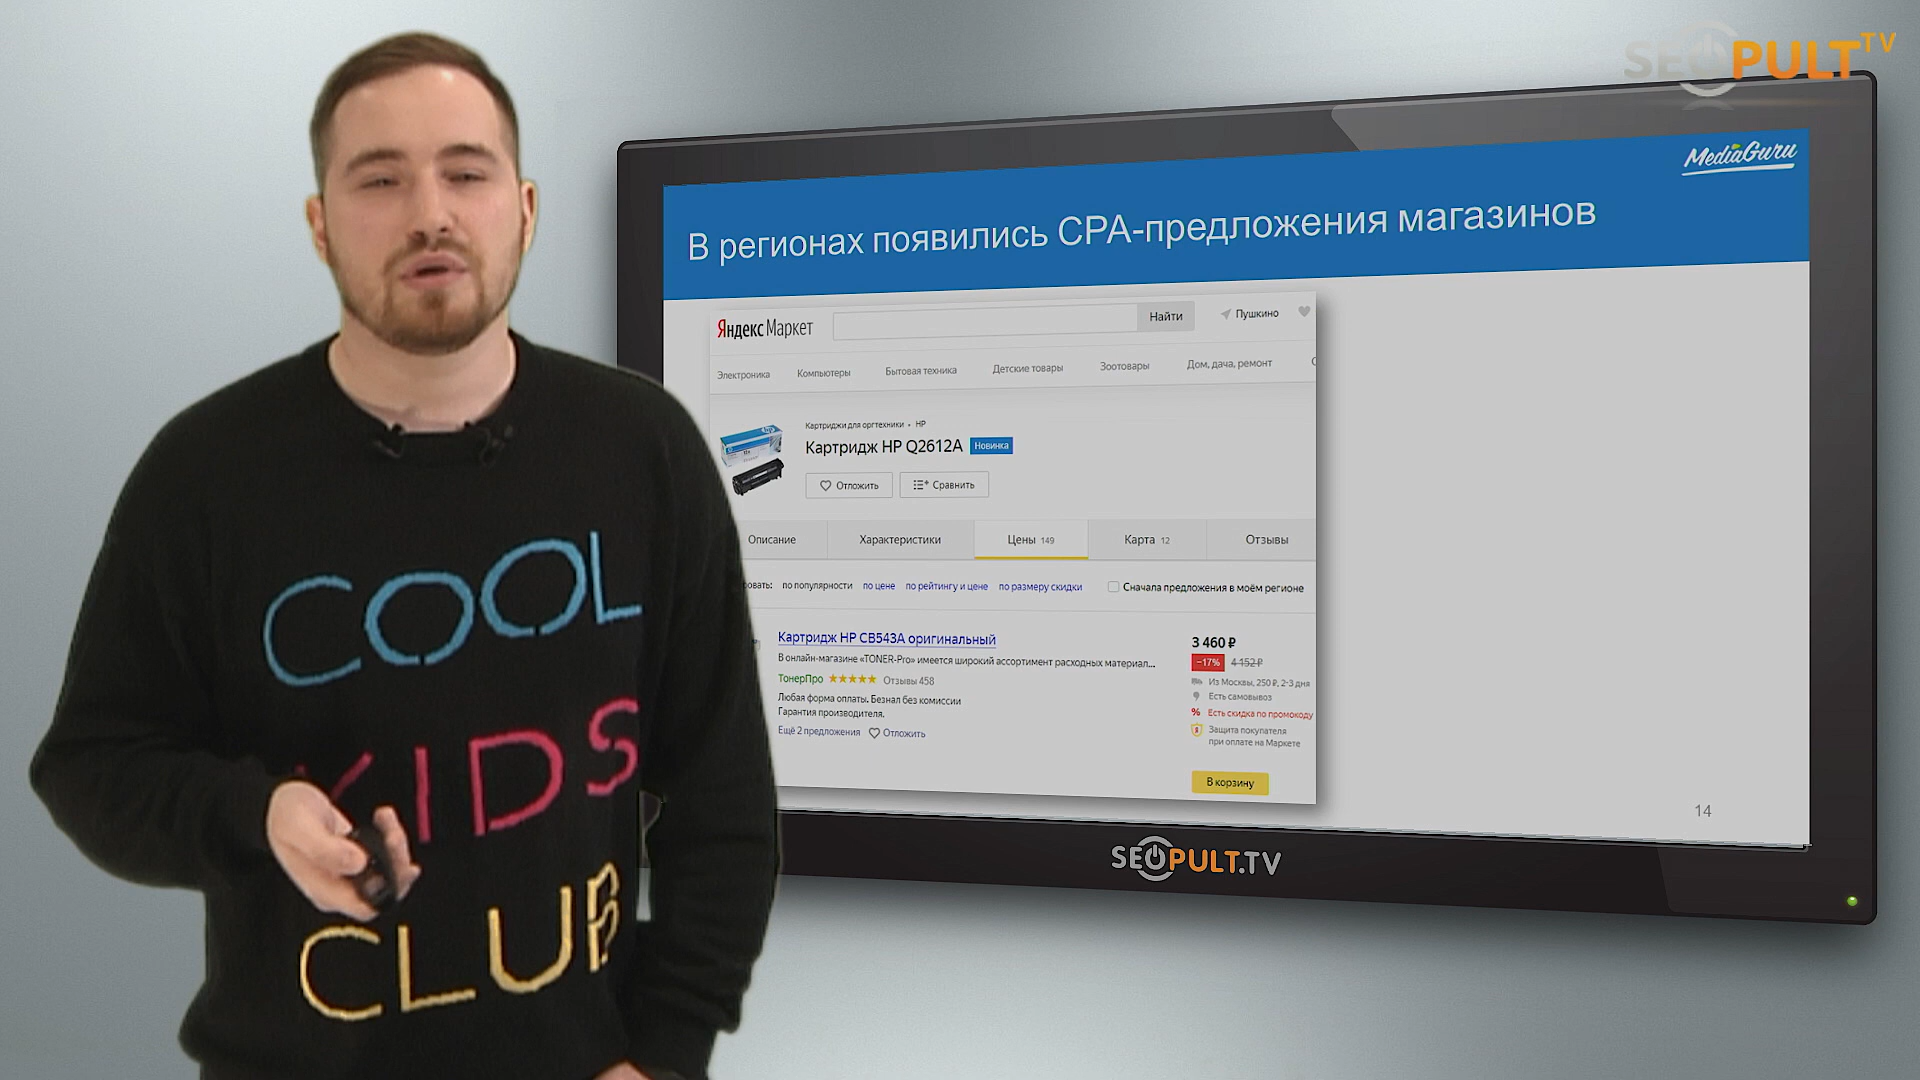 SEOPULT TV
MediaGuru
В регионах появились CPA-предложения магазинов
Яндекс Маркет
Найти
Пушкино
Электроника
Компьютеры
Бытовая техника
Детские товары
Зоотовары
Дом, дача, ремонт
Картриджи для оргтехники • HP
Картридж HP Q2612A
Новинка
Отложить
Сравнить
Описание
Характеристики
Цены 149
Карта 12
Отзывы
по популярности
по цене
по рейтингу и цене
по размеру скидки
Сначала предложения в моём регионе
Картридж HP CB543A оригинальный
В онлайн-магазине «TONER-Pro» имеется широкий ассортимент расходных материал...
ТонерПро ★★★★★ Отзывы 458
Любая форма оплаты. Безнал без комиссии
Гарантия производителя.
Ещё 2 предложения
Отложить
3 460 ₽
−17% 4 152 ₽
Из Москвы, 250 ₽, 2-3 дня
Есть самовывоз
% Есть скидка по промокоду
Защита покупателя
при оплате на Маркете
В корзину
14
SEOPULT.TV
COOL
KIDS
CLUB